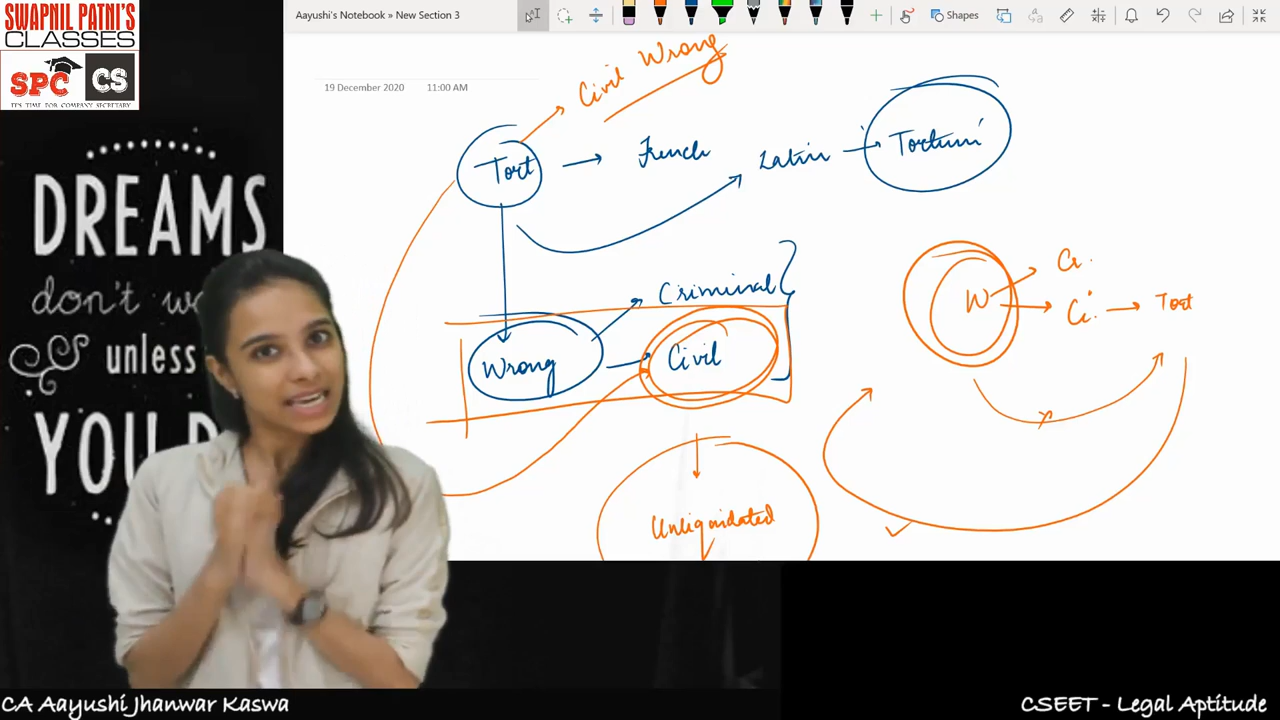 SWAPNIL PATNI'S
CLASSES
SPC CS
IT'S TIME FOR COMPANY SECRETARY
Aayushi's Notebook » New Section 3
Shapes
19 December 2020 11:00 AM
Civil Wrong
Tort → French
Latin → 'Tortum'
DREAMS
don't
unless
YOU D
Criminal
Wrong
Civil
W
Cr.
Ci. → Tort
Unliquidated
CA Aayushi Jhanwar Kaswa
CSEET - Legal Aptitude